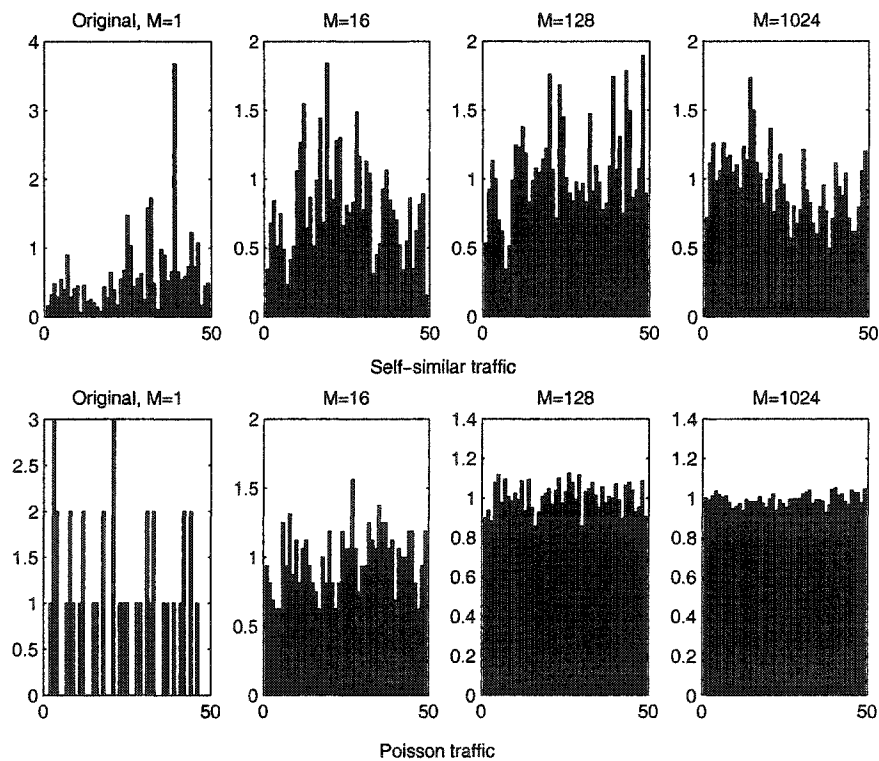 Original, M=1 M=16 M=128 M=1024
4 2 2 2
3 1.5 1.5 1.5
2 1 1 1
1 0.5 0.5 0.5
0 0 0 0
0 50 0 50 0 50 0 50
Self-similar traffic
Original, M=1 M=16 M=128 M=1024
3 2 1.4 1.4
2.5 1.2 1.2
2 1.5 1 1
1.5 1 0.8 0.8
1 0.6 0.6
0.5 0.5 0.4 0.4
0.2 0.2
0 0 0 0
0 50 0 50 0 50 0 50
Poisson traffic